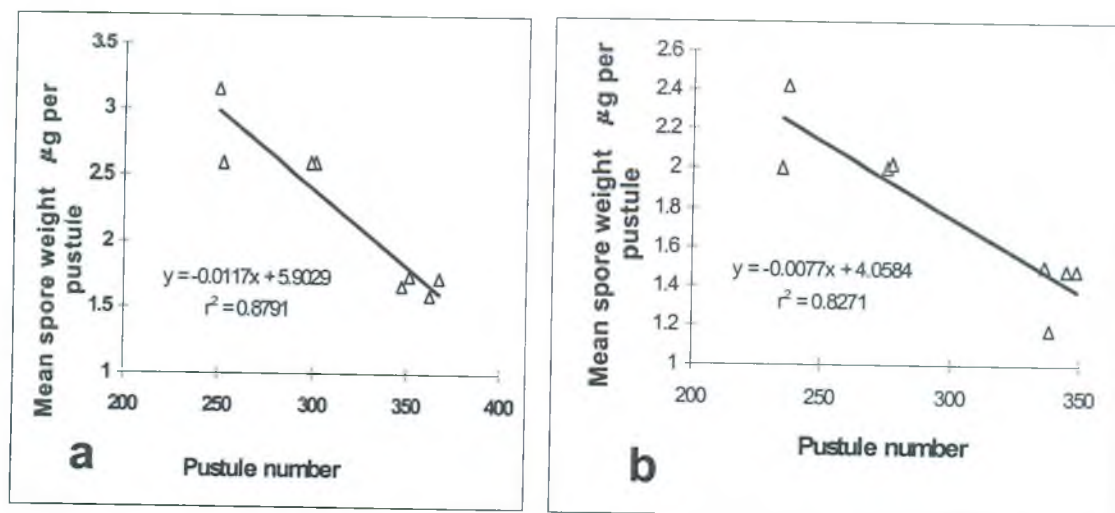 3.5
3
2.5
2
1.5
1
Mean spore weight μg per
pustule
y = -0.0117x + 5.9029
r² = 0.8791
200 250 300 350 400
Pustule number
a
2.6
2.4
2.2
2
1.8
1.6
1.4
1.2
1
Mean spore weight μg per
pustule
y = -0.0077x + 4.0584
r² = 0.8271
200 250 300 350
Pustule number
b